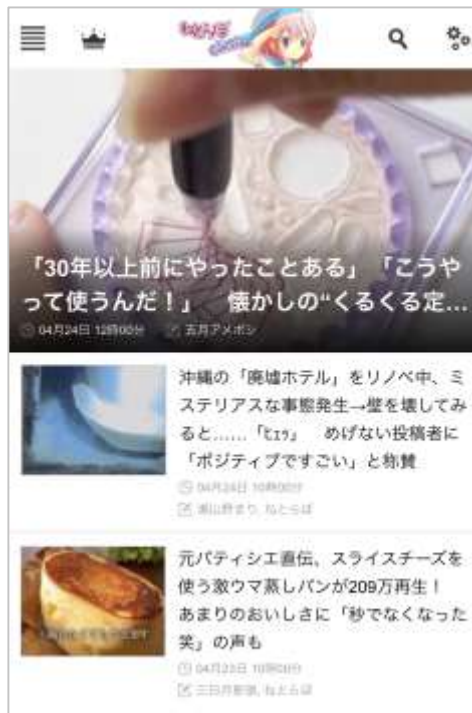 「30年以上前にやったことある」「こうや
って使うんだ！」　懐かしの“くるくる定…
04月24日 12時00分 五月アメボシ
沖縄の「廃墟ホテル」をリノベ中、ミ
ステリアスな事態発生→壁を壊してみ
ると……「ﾋｪｯ」　めげない投稿者に
「ポジティブですごい」と称賛
04月24日 10時00分
ねとらぼ
元パティシエ直伝、スライスチーズを
使う激ウマ蒸しパンが209万再生！
あまりのおいしさに「秒でなくなった
笑」の声も
04月23日 10時00分
ねとらぼ